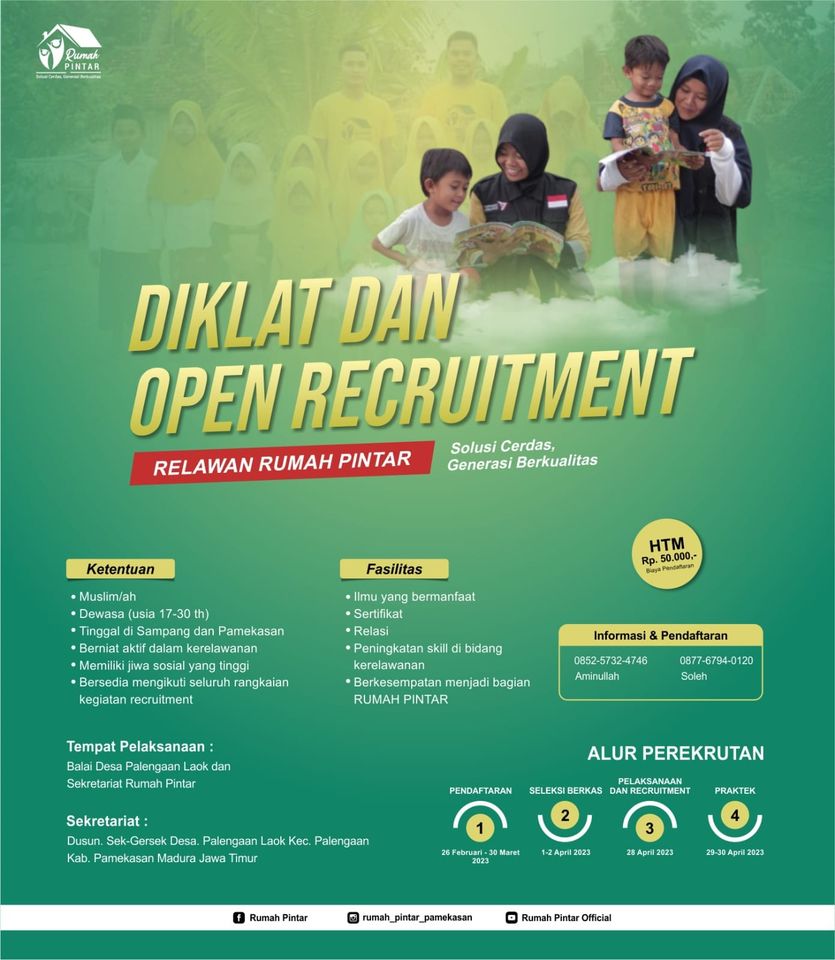 Rumah
PINTAR
Solusi Cerdas, Generasi Berkualitas
DIKLAT DAN
OPEN RECRUITMENT
RELAWAN RUMAH PINTAR
Solusi Cerdas,
Generasi Berkualitas
HTM
Rp. 50.000,-
Biaya Pendaftaran
Ketentuan
• Muslim/ah
• Dewasa (usia 17-30 th)
• Tinggal di Sampang dan Pamekasan
• Berniat aktif dalam kerelawanan
• Memiliki jiwa sosial yang tinggi
• Bersedia mengikuti seluruh rangkaian
kegiatan recruitment
Fasilitas
• Ilmu yang bermanfaat
• Sertifikat
• Relasi
• Peningkatan skill di bidang
kerelawanan
• Berkesempatan menjadi bagian
RUMAH PINTAR
Informasi & Pendaftaran
0852-5732-4746
Aminullah
0877-6794-0120
Soleh
Tempat Pelaksanaan :
Balai Desa Palengaan Laok dan
Sekretariat Rumah Pintar
Sekretariat :
Dusun. Sek-Gersek Desa. Palengaan Laok Kec. Palengaan
Kab. Pamekasan Madura Jawa Timur
ALUR PEREKRUTAN
PENDAFTARAN
1
26 Februari - 30 Maret
2023
SELEKSI BERKAS
2
1-2 April 2023
PELAKSANAAN
DAN RECRUITMENT
3
28 April 2023
PRAKTEK
4
29-30 April 2023
Rumah Pintar
rumah_pintar_pamekasan
Rumah Pintar Official